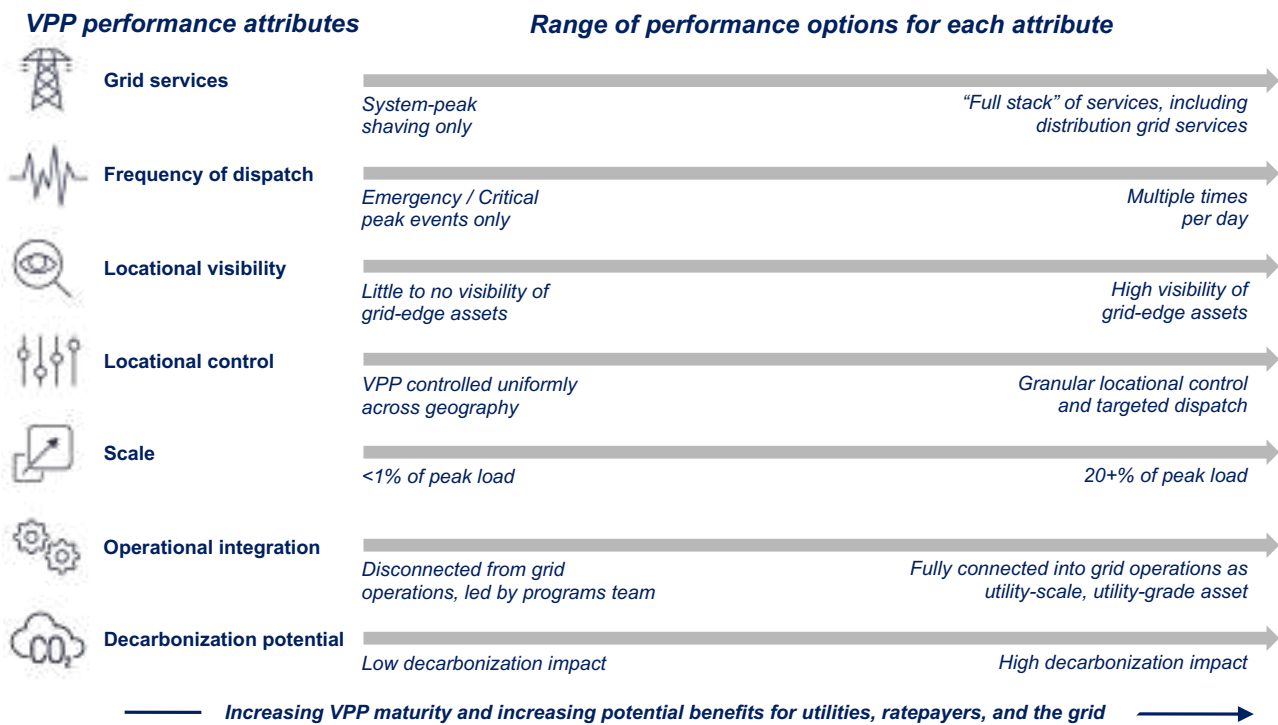 VPP performance attributes
Range of performance options for each attribute
Grid services
System-peak
shaving only
“Full stack” of services, including
distribution grid services
Frequency of dispatch
Emergency / Critical
peak events only
Multiple times
per day
Locational visibility
Little to no visibility of
grid-edge assets
High visibility of
grid-edge assets
Locational control
VPP controlled uniformly
across geography
Granular locational control
and targeted dispatch
Scale
<1% of peak load
20+% of peak load
Operational integration
Disconnected from grid
operations, led by programs team
Fully connected into grid operations as
utility-scale, utility-grade asset
CO₂
Decarbonization potential
Low decarbonization impact
High decarbonization impact
Increasing VPP maturity and increasing potential benefits for utilities, ratepayers, and the grid